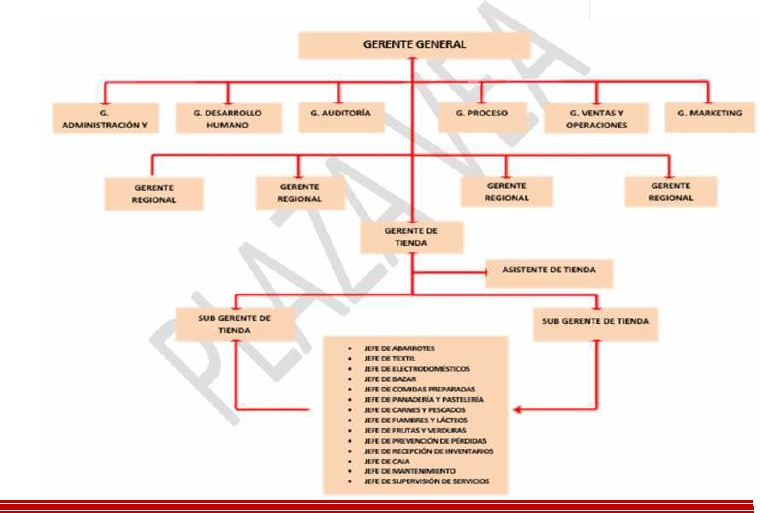 PLAZA VEA
GERENTE GENERAL
G.
ADMINISTRACIÓN Y
G. DESARROLLO
HUMANO
G. AUDITORÍA
G. PROCESO
G. VENTAS Y
OPERACIONES
G. MARKETING
GERENTE
REGIONAL
GERENTE
REGIONAL
GERENTE
REGIONAL
GERENTE
REGIONAL
GERENTE DE
TIENDA
ASISTENTE DE TIENDA
SUB GERENTE DE
TIENDA
SUB GERENTE DE TIENDA
• JEFE DE ABARROTES
• JEFE DE TEXTIL
• JEFE DE ELECTRODOMÉSTICOS
• JEFE DE BAZAR
• JEFE DE COMIDAS PREPARADAS
• JEFE DE PANADERÍA Y PASTELERÍA
• JEFE DE CARNES Y PESCADOS
• JEFE DE FIAMBRES Y LÁCTEOS
• JEFE DE FRUTAS Y VERDURAS
• JEFE DE PREVENCIÓN DE PÉRDIDAS
• JEFE DE RECEPCIÓN DE INVENTARIOS
• JEFE DE CAJA
• JEFE DE MANTENIMIENTO
• JEFE DE SUPERVISIÓN DE SERVICIOS